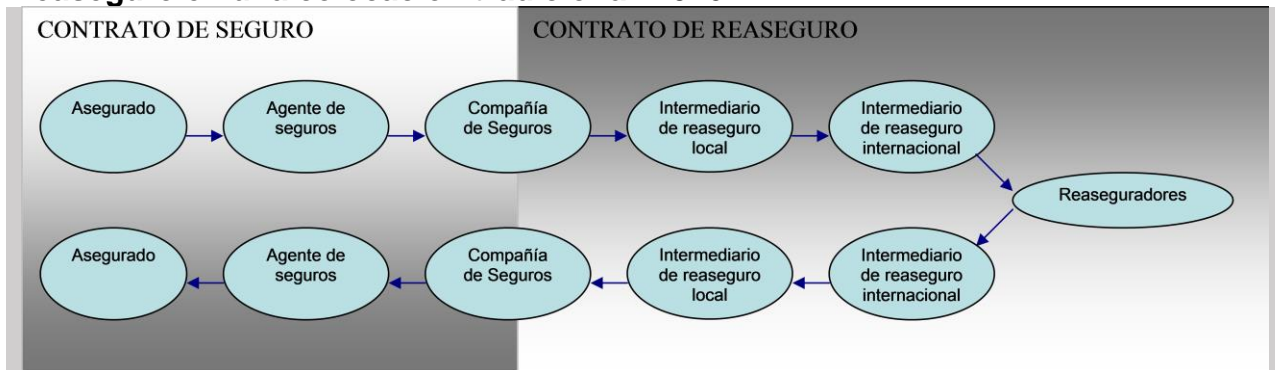 CONTRATO DE SEGURO
CONTRATO DE REASEGURO
Asegurado
Agente de
seguros
Compañía
de Seguros
Intermediario
de reaseguro
local
Intermediario
de reaseguro
internacional
Reaseguradores
Asegurado
Agente de
seguros
Compañía
de Seguros
Intermediario
de reaseguro
local
Intermediario
de reaseguro
internacional